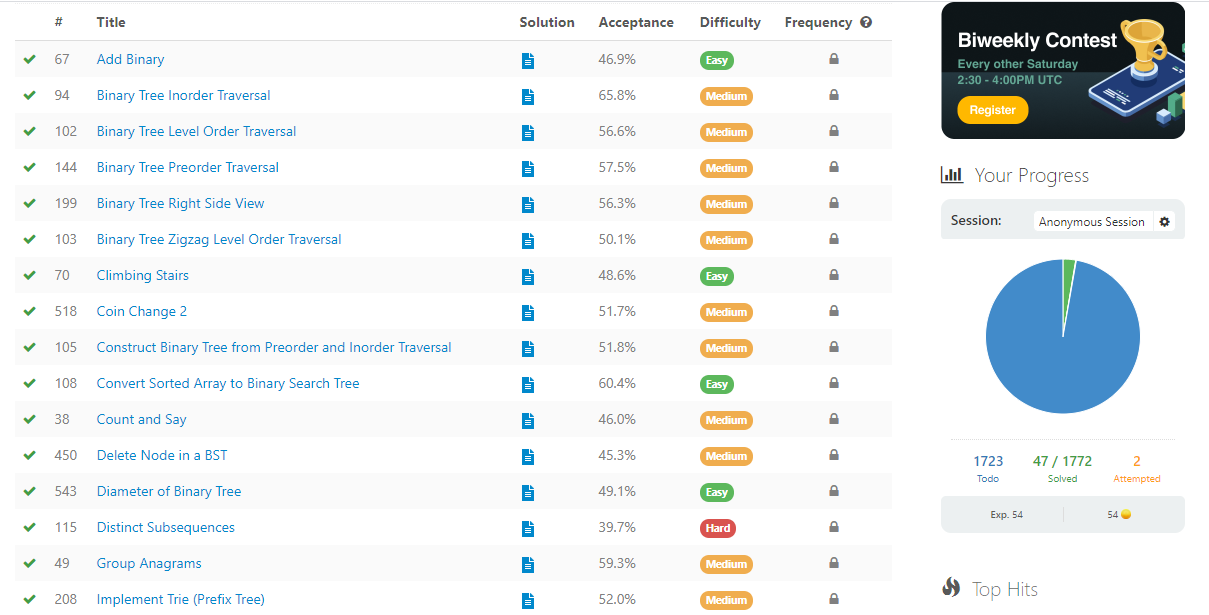 # Title Solution Acceptance Difficulty Frequency
67 Add Binary 46.9% Easy
94 Binary Tree Inorder Traversal 65.8% Medium
102 Binary Tree Level Order Traversal 56.6% Medium
144 Binary Tree Preorder Traversal 57.5% Medium
199 Binary Tree Right Side View 56.3% Medium
103 Binary Tree Zigzag Level Order Traversal 50.1% Medium
70 Climbing Stairs 48.6% Easy
518 Coin Change 2 51.7% Medium
105 Construct Binary Tree from Preorder and Inorder Traversal 51.8% Medium
108 Convert Sorted Array to Binary Search Tree 60.4% Easy
38 Count and Say 46.0% Medium
450 Delete Node in a BST 45.3% Medium
543 Diameter of Binary Tree 49.1% Easy
115 Distinct Subsequences 39.7% Hard
49 Group Anagrams 59.3% Medium
208 Implement Trie (Prefix Tree) 52.0% Medium
Biweekly Contest
Every other Saturday
2:30 - 4:00PM UTC
Register
Your Progress
Session: Anonymous Session
1723 47 / 1772 2
Todo Solved Attempted
Exp. 54 54
Top Hits